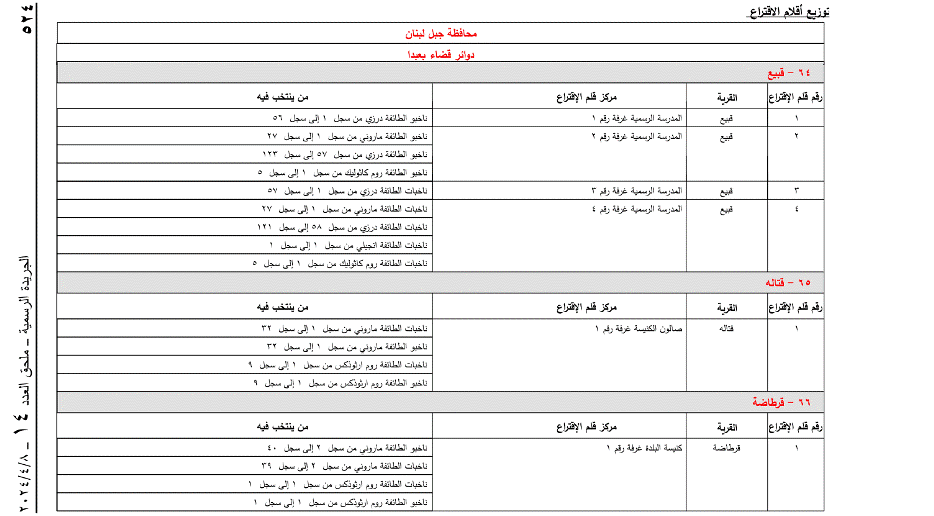 توزيع أقلام الإقتراع
محافظة جبل لبنان
دوائر قضاء بعبدا
٦٤ - قبيع
رقم قلم الإقتراع القرية مركز قلم الإقتراع من ينتخب فيه
١ قبيع المدرسة الرسمية غرفة رقم ١ ناخبو الطائفة درزي من سجل ١ إلى سجل ٥٦
٢ قبيع المدرسة الرسمية غرفة رقم ٢ ناخبو الطائفة ماروني من سجل ١ إلى سجل ٢٧
ناخبو الطائفة درزي من سجل ٥٧ إلى سجل ١٢٣
ناخبو الطائفة روم كاثوليك من سجل ١ إلى سجل ٥
٣ قبيع المدرسة الرسمية غرفة رقم ٣ ناخبات الطائفة درزي من سجل ١ إلى سجل ٥٧
٤ قبيع المدرسة الرسمية غرفة رقم ٤ ناخبات الطائفة ماروني من سجل ١ إلى سجل ٢٧
ناخبات الطائفة درزي من سجل ٥٨ إلى سجل ١٢١
ناخبات الطائفة انجيلي من سجل ١ إلى سجل ١
ناخبات الطائفة روم كاثوليك من سجل ١ إلى سجل ٥
٦٥ - قتاله
رقم قلم الإقتراع القرية مركز قلم الإقتراع من ينتخب فيه
١ قتاله صالون الكنيسة غرفة رقم ١ ناخبات الطائفة ماروني من سجل ١ إلى سجل ٣٢
ناخبو الطائفة ماروني من سجل ١ إلى سجل ٣٢
ناخبات الطائفة روم ارثوذكس من سجل ١ إلى سجل ٩
ناخبو الطائفة روم ارثوذكس من سجل ١ إلى سجل ٩
٦٦ - قرطاضة
رقم قلم الإقتراع القرية مركز قلم الإقتراع من ينتخب فيه
١ قرطاضة كنيسة البلدة غرفة رقم ١ ناخبو الطائفة ماروني من سجل ٢ إلى سجل ٤٠
ناخبات الطائفة ماروني من سجل ٢ إلى سجل ٣٩
ناخبات الطائفة روم ارثوذكس من سجل ١ إلى سجل ١
ناخبو الطائفة روم ارثوذكس من سجل ١ إلى سجل ١
٥٢٤
الجريدة الرسمية - ملحق العدد ١٤ - ٢٠٢٤/٤/٨